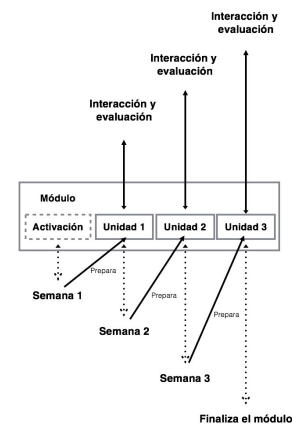 Interacción y
evaluación
Interacción y
evaluación
Interacción y
evaluación
Módulo
Activación
Unidad 1
Unidad 2
Unidad 3
Prepara
Semana 1
Prepara
Semana 2
Prepara
Semana 3
Finaliza el módulo